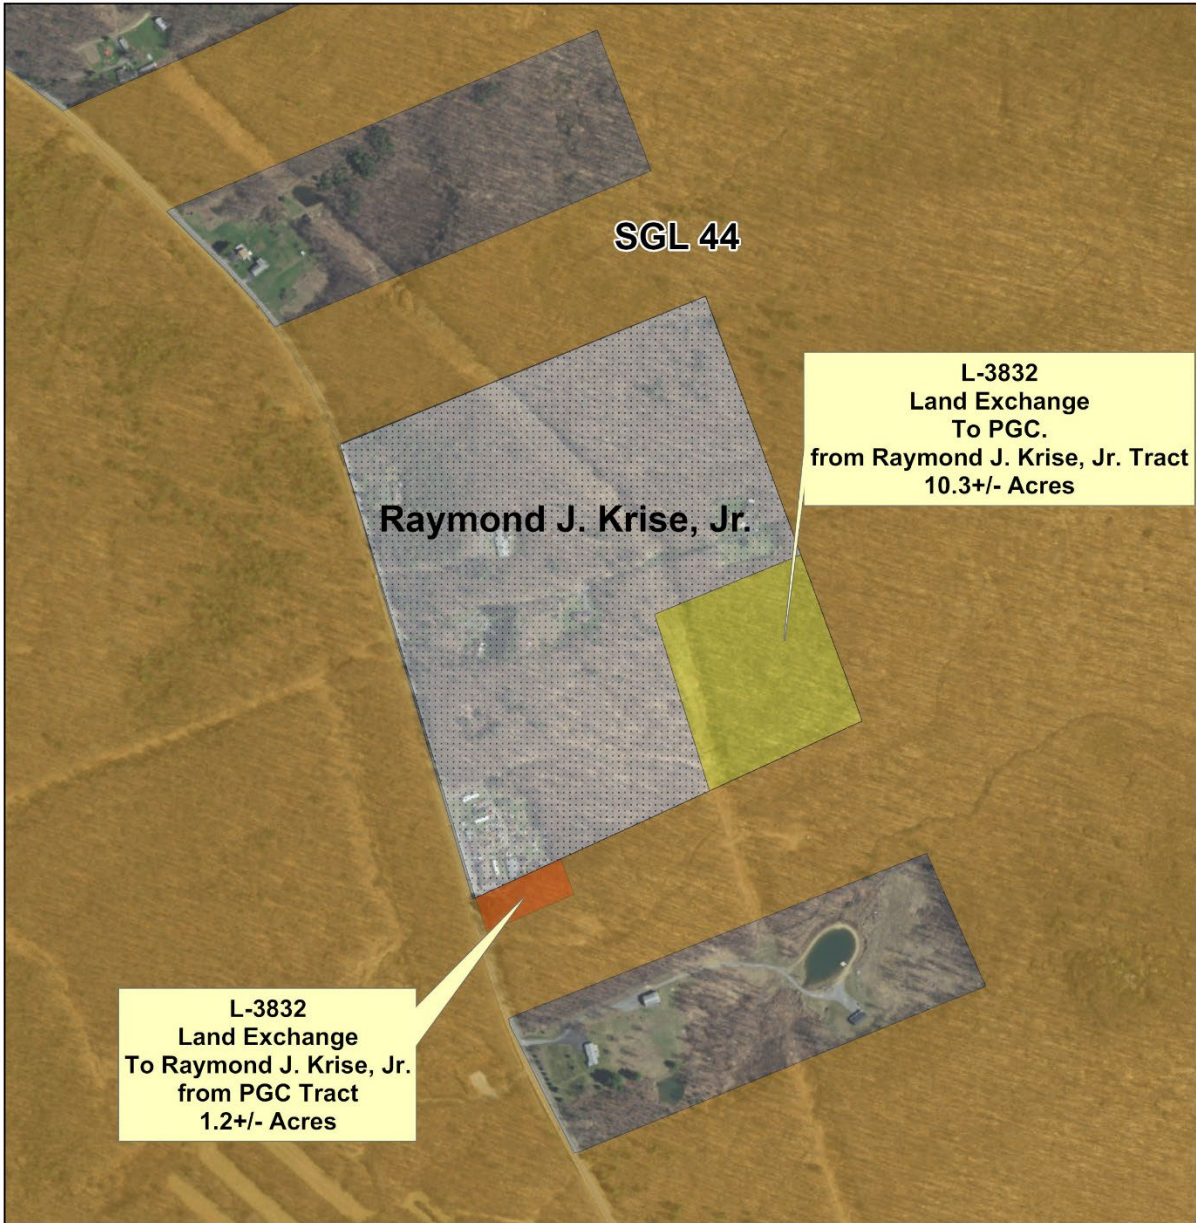 SGL 44
L-3832
Land Exchange
To PGC.
from Raymond J. Krise, Jr. Tract
10.3+/- Acres
Raymond J. Krise, Jr.
L-3832
Land Exchange
To Raymond J. Krise, Jr.
from PGC Tract
1.2+/- Acres